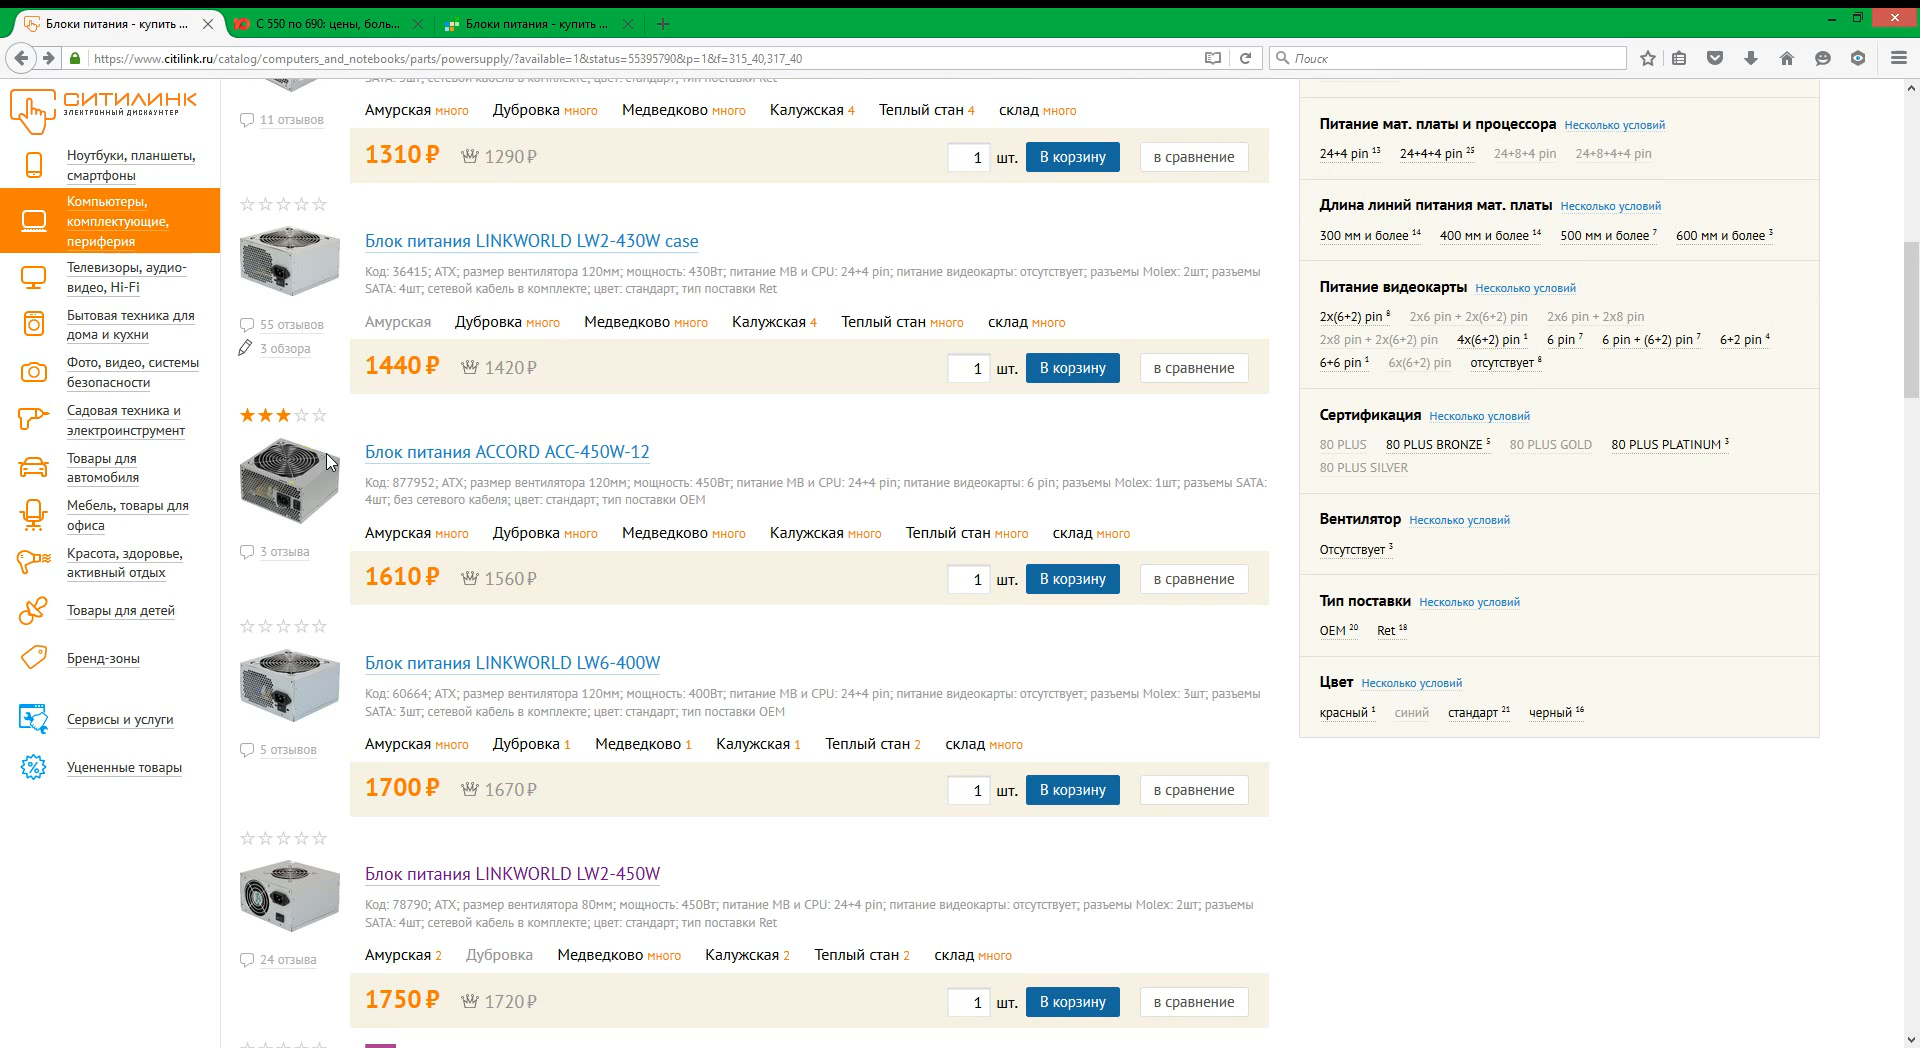 Блоки питания - купить ...
С 550 по 690: цены, боль...
Блоки питания - купить ...
https://www.citilink.ru/catalog/computers_and_notebooks/parts/powersupply/?available=1&status=55395790&p=1&f=315_40,317_40
Поиск
СИТИЛИНК
ЭЛЕКТРОННЫЙ ДИСКАУНТЕР
Ноутбуки, планшеты,
смартфоны
Компьютеры,
комплектующие,
периферия
Телевизоры, аудио-
видео, Hi-Fi
Бытовая техника для
дома и кухни
Фото, видео, системы
безопасности
Садовая техника и
электроинструмент
Товары для
автомобиля
Мебель, товары для
офиса
Красота, здоровье,
активный отдых
Товары для детей
Бренд-зоны
Сервисы и услуги
Уцененные товары
11 отзывов
Амурская много Дубровка много Медведково много Калужская 4 Теплый стан 4 склад много
1310 ₽ 1290 ₽ 1 шт. В корзину в сравнение
Блок питания LINKWORLD LW2-430W case
Код: 36415; ATX; размер вентилятора 120мм; мощность: 430Вт; питание MB и CPU: 24+4 pin; питание видеокарты: отсутствует; разъемы Molex: 2шт; разъемы
SATA: 4шт; сетевой кабель в комплекте; цвет: стандарт; тип поставки Ret
55 отзывов
3 обзора
Амурская Дубровка много Медведково много Калужская 4 Теплый стан много склад много
1440 ₽ 1420 ₽ 1 шт. В корзину в сравнение
Блок питания ACCORD ACC-450W-12
Код: 877952; ATX; размер вентилятора 120мм; мощность: 450Вт; питание MB и CPU: 24+4 pin; питание видеокарты: 6 pin; разъемы Molex: 1шт; разъемы SATA:
4шт; без сетевого кабеля; цвет: стандарт; тип поставки OEM
3 отзыва
Амурская много Дубровка много Медведково много Калужская много Теплый стан много склад много
1610 ₽ 1560 ₽ 1 шт. В корзину в сравнение
Блок питания LINKWORLD LW6-400W
Код: 60664; ATX; размер вентилятора 120мм; мощность: 400Вт; питание MB и CPU: 24+4 pin; питание видеокарты: отсутствует; разъемы Molex: 3шт; разъемы
SATA: 3шт; сетевой кабель в комплекте; цвет: стандарт; тип поставки OEM
5 отзывов
Амурская много Дубровка 1 Медведково 1 Калужская 1 Теплый стан 2 склад много
1700 ₽ 1670 ₽ 1 шт. В корзину в сравнение
Блок питания LINKWORLD LW2-450W
Код: 78790; ATX; размер вентилятора 80мм; мощность: 450Вт; питание MB и CPU: 24+4 pin; питание видеокарты: отсутствует; разъемы Molex: 2шт; разъемы
SATA: 4шт; сетевой кабель в комплекте; цвет: стандарт; тип поставки Ret
24 отзыва
Амурская 2 Дубровка Медведково много Калужская 2 Теплый стан 2 склад много
1750 ₽ 1720 ₽ 1 шт. В корзину в сравнение
Питание мат. платы и процессора Несколько условий
24+4 pin 13 24+4+4 pin 25 24+8+4 pin 24+8+4+4 pin
Длина линий питания мат. платы Несколько условий
300 мм и более 14 400 мм и более 14 500 мм и более 7 600 мм и более 3
Питание видеокарты Несколько условий
2x(6+2) pin 8 2x6 pin + 2x(6+2) pin 2x6 pin + 2x8 pin
2x8 pin + 2x(6+2) pin 4x(6+2) pin 1 6 pin 7 6 pin + (6+2) pin 7 6+2 pin 4
6+6 pin 1 6x(6+2) pin отсутствует 8
Сертификация Несколько условий
80 PLUS 80 PLUS BRONZE 5 80 PLUS GOLD 80 PLUS PLATINUM 3
80 PLUS SILVER
Вентилятор Несколько условий
Отсутствует 3
Тип поставки Несколько условий
OEM 20 Ret 18
Цвет Несколько условий
красный 1 синий стандарт 21 черный 16